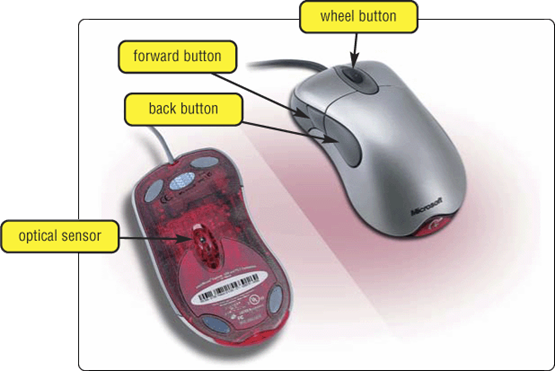 wheel button
forward button
back button
optical sensor
Microsoft